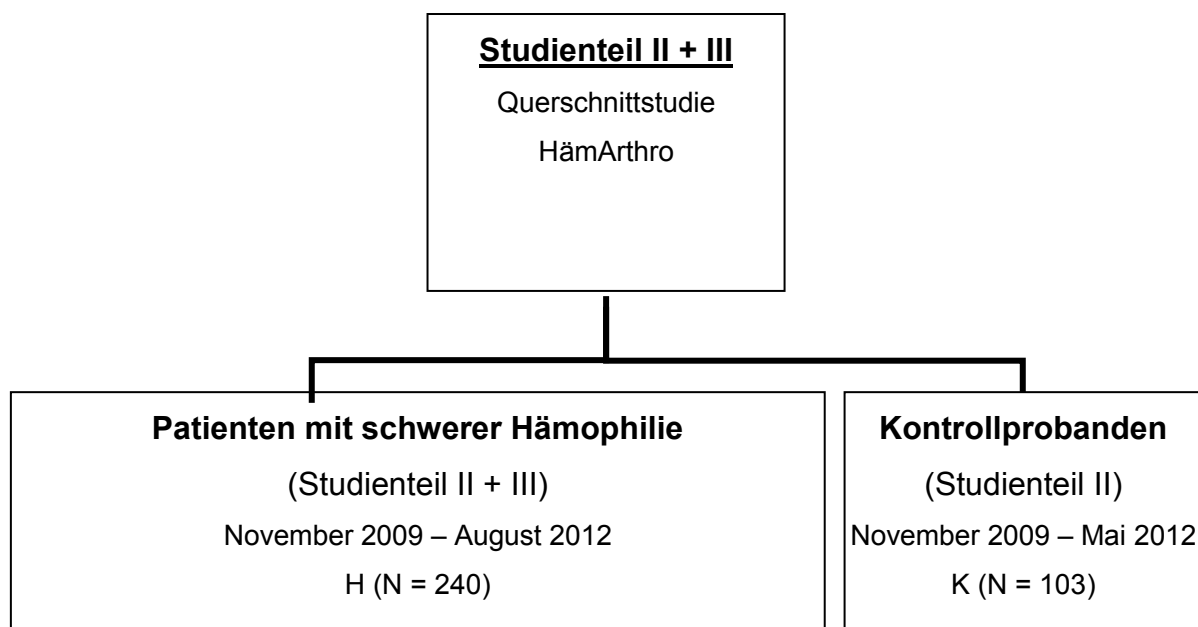 Studienteil II + III
Querschnittstudie
HämArthro
Patienten mit schwerer Hämophilie
(Studienteil II + III)
November 2009 – August 2012
H (N = 240)
Kontrollprobanden
(Studienteil II)
November 2009 – Mai 2012
K (N = 103)